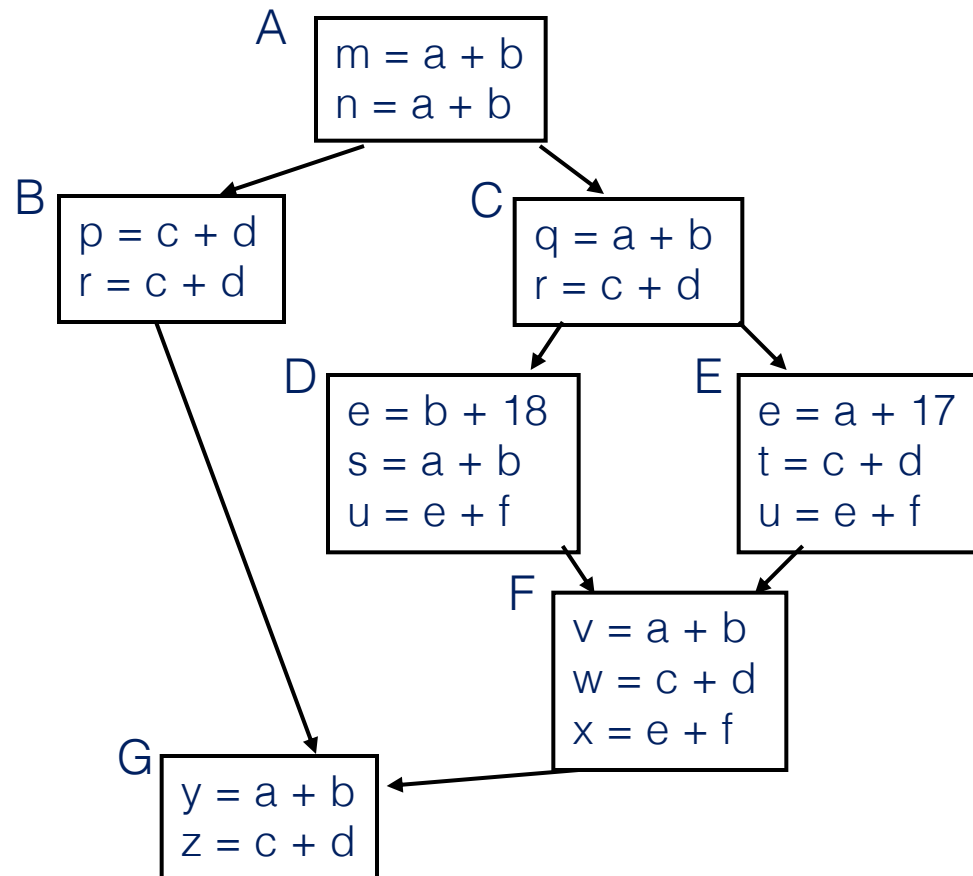 A
m = a + b
n = a + b
B
p = c + d
r = c + d
C
q = a + b
r = c + d
D
e = b + 18
s = a + b
u = e + f
E
e = a + 17
t = c + d
u = e + f
F
v = a + b
w = c + d
x = e + f
G
y = a + b
z = c + d